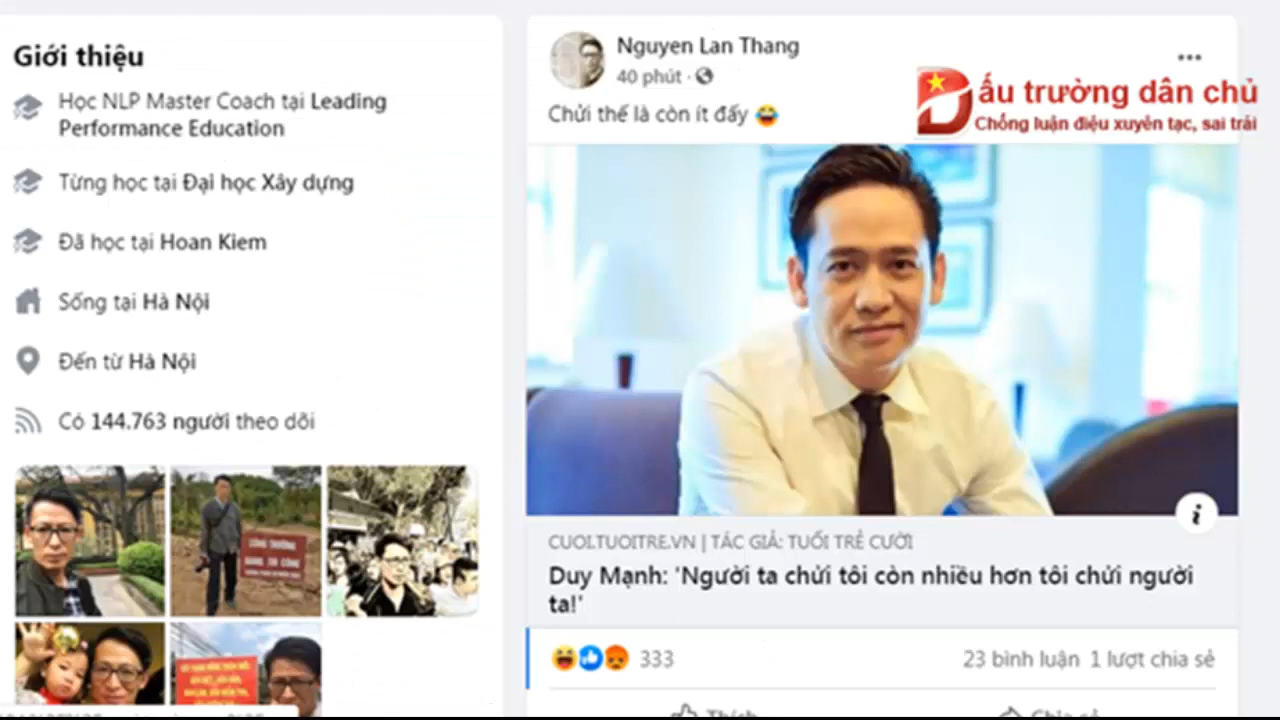 Giới thiệu
Học NLP Master Coach tại Leading
Performance Education
Từng học tại Đại học Xây dựng
Đã học tại Hoan Kiem
Sống tại Hà Nội
Đến từ Hà Nội
Có 144.763 người theo dõi
Nguyen Lan Thang
40 phút ·
Chửi thế là còn ít đấy
Đấu trường dân chủ
Chống luận điệu xuyên tạc, sai trái
CUOI.TUOITRE.VN | TÁC GIẢ: TUỔI TRẺ CƯỜI
Duy Mạnh: 'Người ta chửi tôi còn nhiều hơn tôi chửi người
ta!'
333
23 bình luận 1 lượt chia sẻ